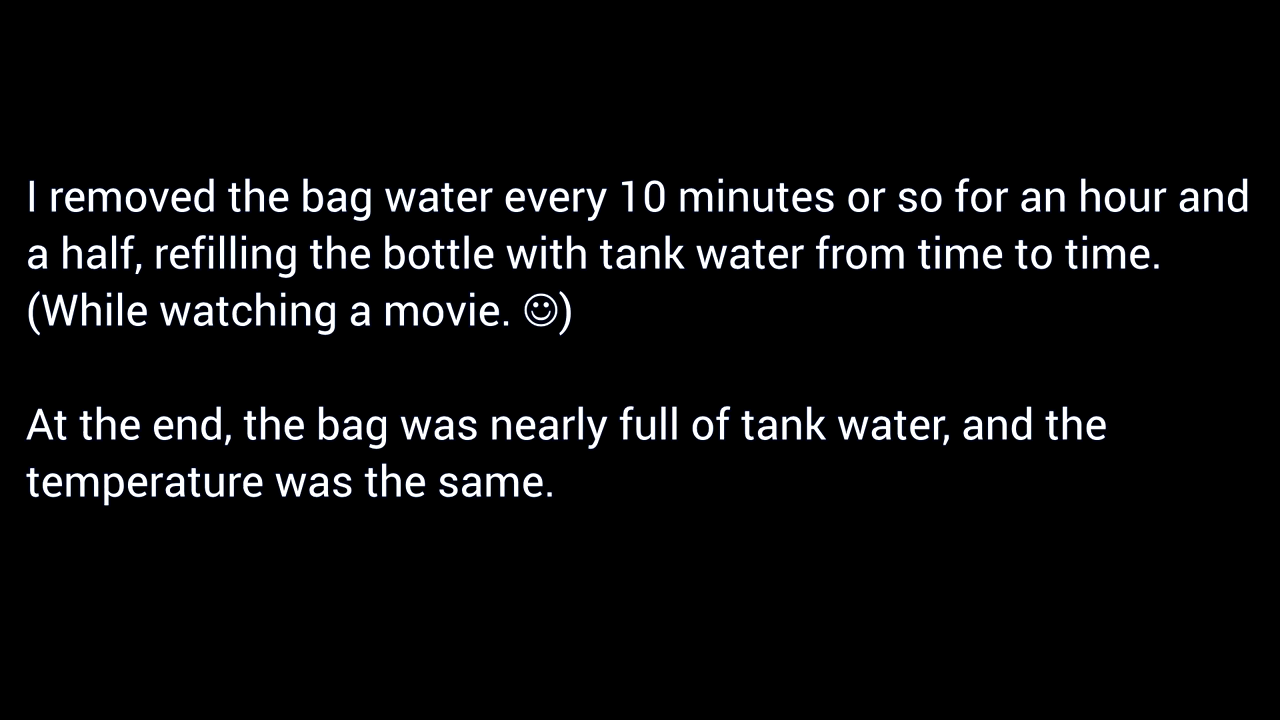 I removed the bag water every 10 minutes or so for an hour and
a half, refilling the bottle with tank water from time to time.
(While watching a movie. ☺)
At the end, the bag was nearly full of tank water, and the
temperature was the same.